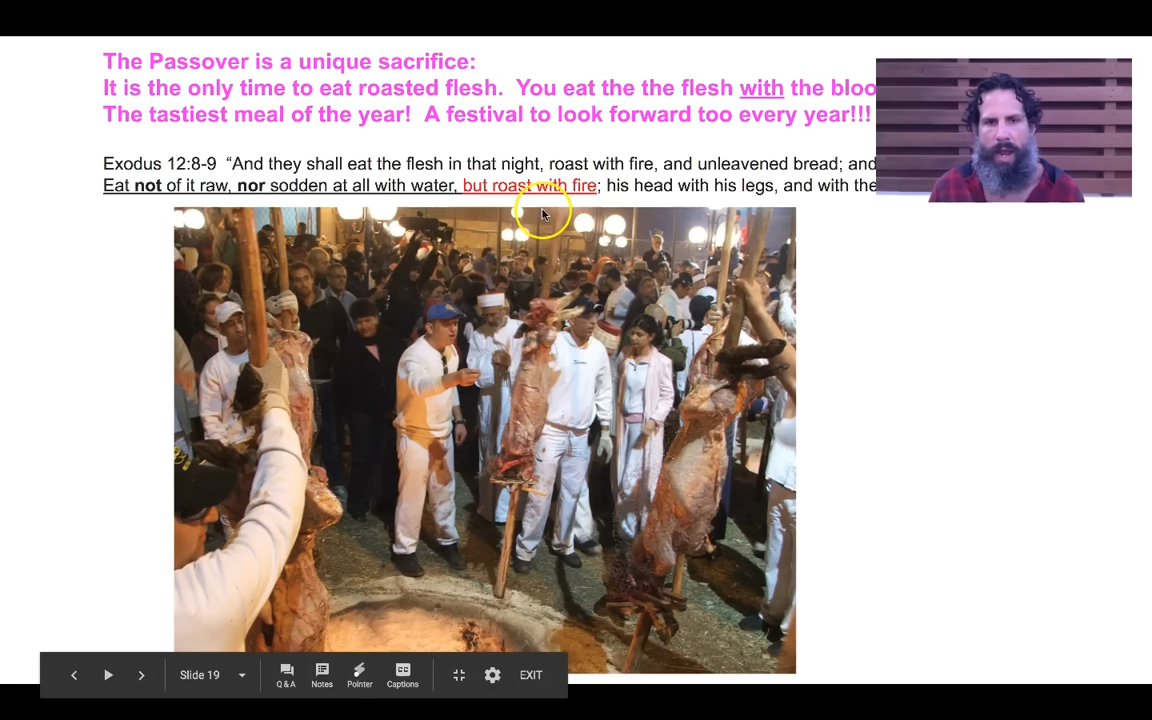 The Passover is a unique sacrifice:
It is the only time to eat roasted flesh.  You eat the the flesh with the bloo
The tastiest meal of the year!  A festival to look forward too every year!!!
Exodus 12:8-9  “And they shall eat the flesh in that night, roast with fire, and unleavened bread; and
Eat not of it raw, nor sodden at all with water, but roast with fire; his head with his legs, and with the
Slide 19
Q & A
Notes
Pointer
CC
Captions
EXIT